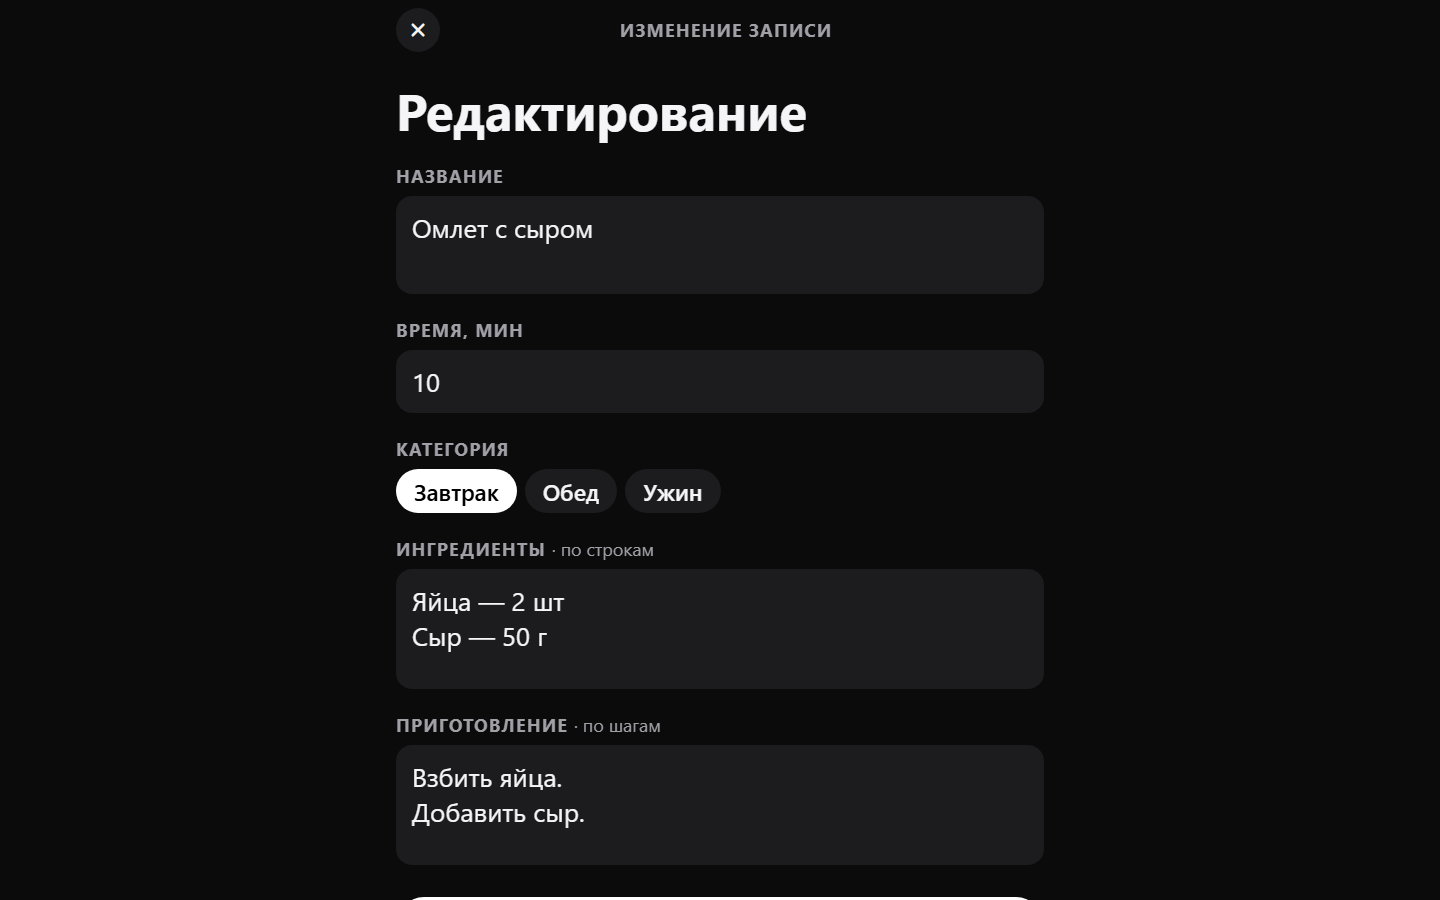 ИЗМЕНЕНИЕ ЗАПИСИ
Редактирование
НАЗВАНИЕ
Омлет с сыром
ВРЕМЯ, МИН
10
КАТЕГОРИЯ
Завтрак Обед Ужин
ИНГРЕДИЕНТЫ · по строкам
Яйца — 2 шт
Сыр — 50 г
ПРИГОТОВЛЕНИЕ · по шагам
Взбить яйца.
Добавить сыр.